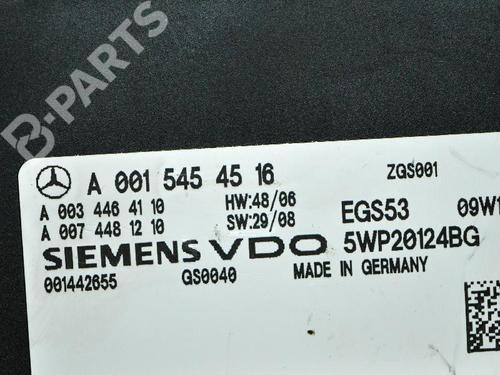 B-PARTS
ZGS001
A 001 545 45 16
A 003 446 41 10 HW:48/06 EGS53 09W1
A 007 448 12 10 SW:29/08
SIEMENS VDO 5WP20124BG
001442655 QS0040 MADE IN GERMANY